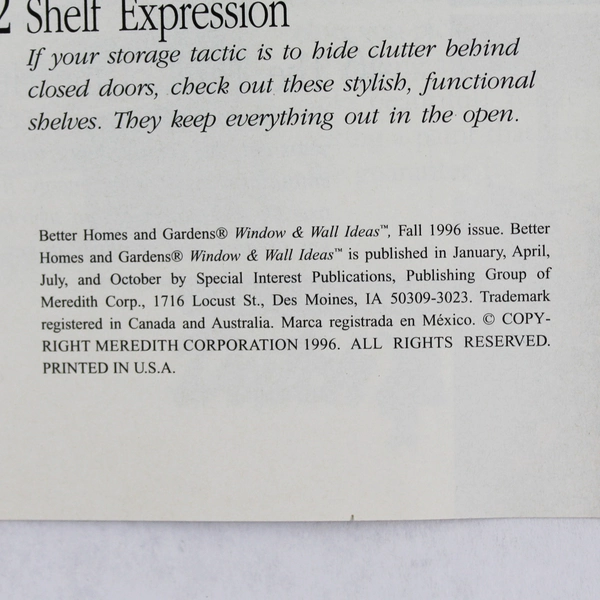 2 Shelf Expression
If your storage tactic is to hide clutter behind
closed doors, check out these stylish, functional
shelves. They keep everything out in the open.
Better Homes and Gardens® Window & Wall Ideas™, Fall 1996 issue. Better
Homes and Gardens® Window & Wall Ideas™ is published in January, April,
July, and October by Special Interest Publications, Publishing Group of
Meredith Corp., 1716 Locust St., Des Moines, IA 50309-3023. Trademark
registered in Canada and Australia. Marca registrada en México. © COPY-
RIGHT MEREDITH CORPORATION 1996. ALL RIGHTS RESERVED.
PRINTED IN U.S.A.